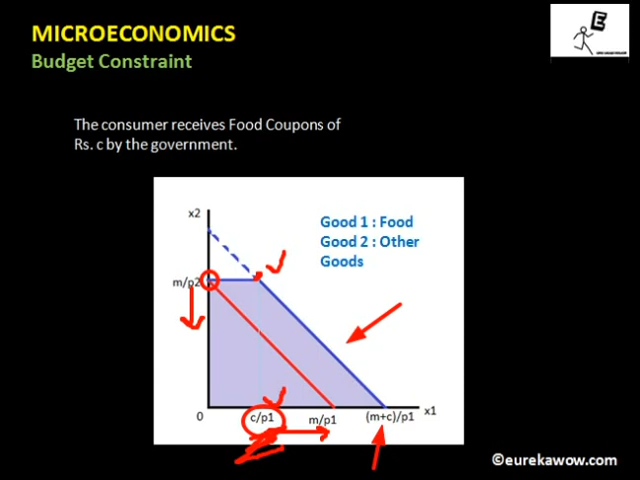 MICROECONOMICS
Budget Constraint
E
The consumer receives Food Coupons of
Rs. c by the government.
x2
Good 1 : Food
Good 2 : Other
Goods
m/p2
0
c/p1
m/p1
(m+c)/p1
x1
©eurekawow.com